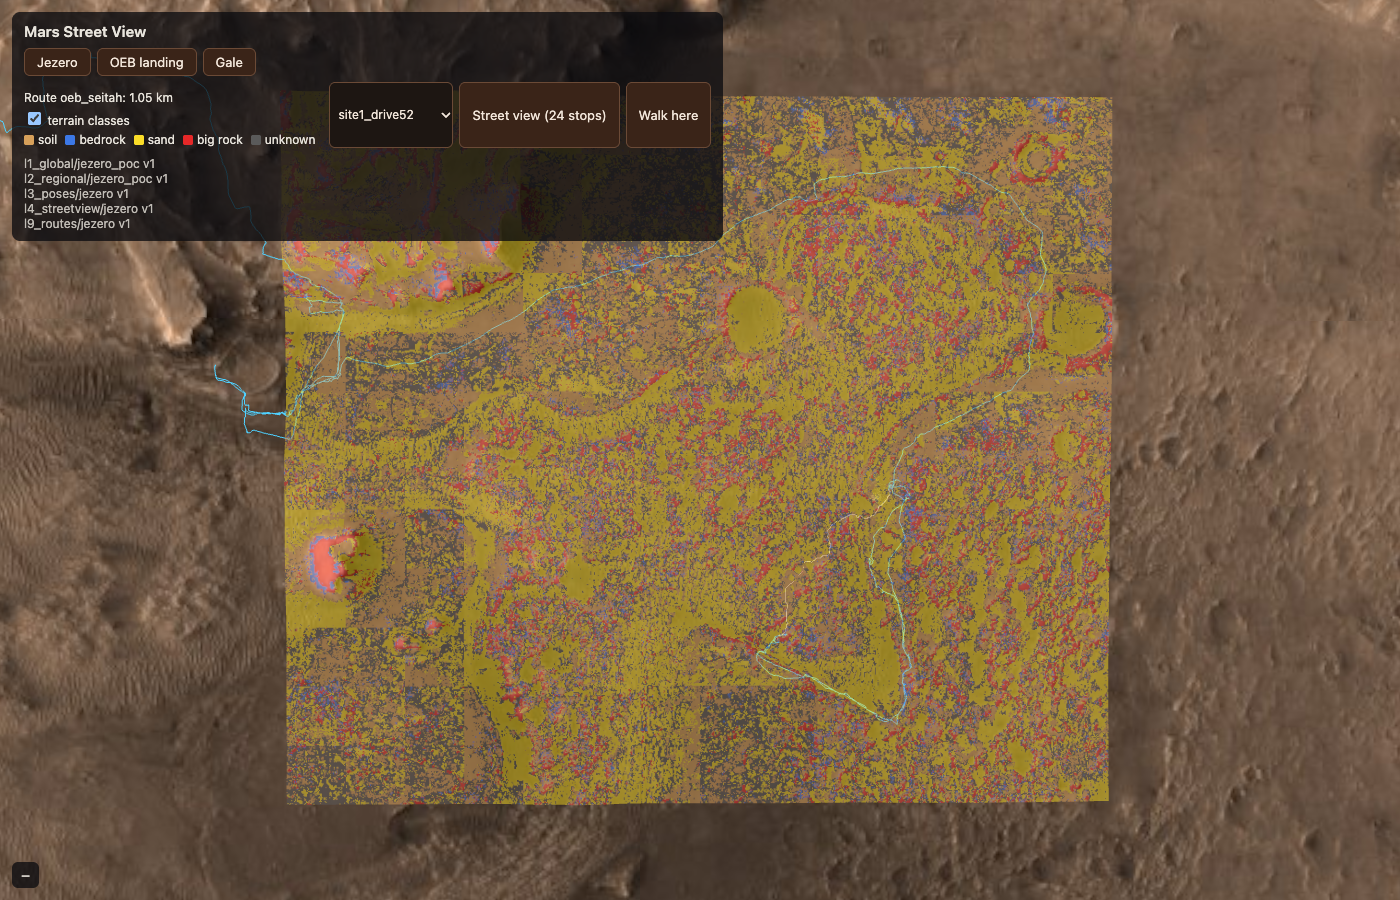 Mars Street View
Jezero OEB landing Gale
Route oeb_seitah: 1.05 km
terrain classes
soil bedrock sand big rock unknown
site1_drive52 Street view (24 stops) Walk here
l1_global/jezero_poc v1
l2_regional/jezero_poc v1
l3_poses/jezero v1
l4_streetview/jezero v1
l9_routes/jezero v1
–